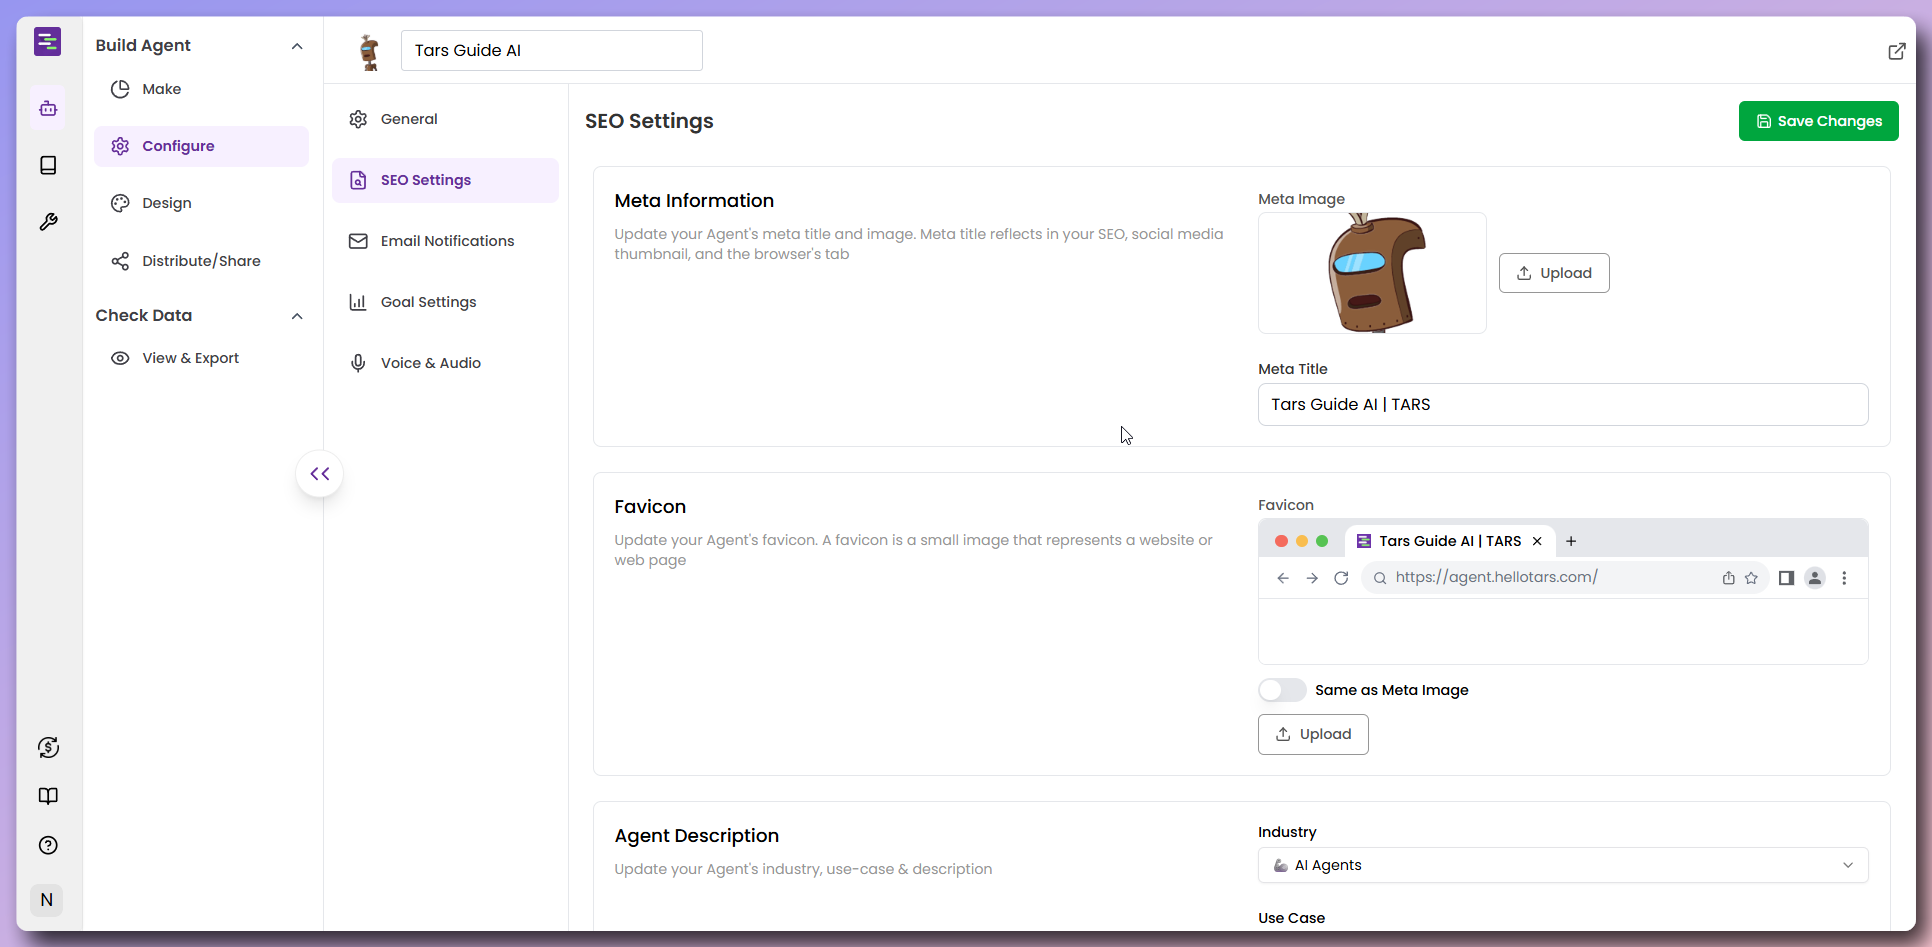 Build Agent
Make
Configure
Design
Distribute/Share
Check Data
View & Export
N
Tars Guide AI
General
SEO Settings
Email Notifications
Goal Settings
Voice & Audio
SEO Settings
Save Changes
Meta Information
Update your Agent's meta title and image. Meta title reflects in your SEO, social media
thumbnail, and the browser's tab
Meta Image
Upload
Meta Title
Tars Guide AI | TARS
Favicon
Update your Agent's favicon. A favicon is a small image that represents a website or
web page
Favicon
Tars Guide AI | TARS
https://agent.hellotars.com/
Same as Meta Image
Upload
Agent Description
Update your Agent's industry, use-case & description
Industry
AI Agents
Use Case